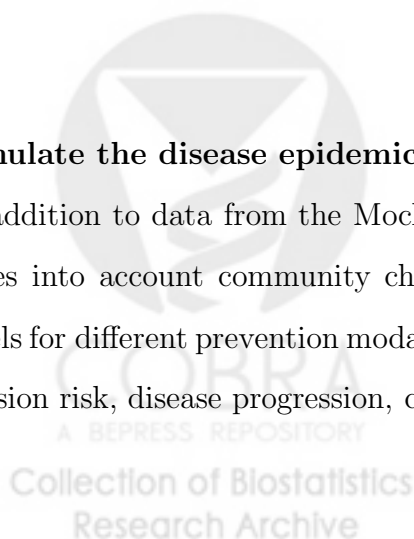 mulate the disease epidemic
addition to data from the Moch
es into account community ch
ls for different prevention moda
sion risk, disease progression, c
COBRA
A BEPRESS REPOSITORY
Collection of Biostatistics
Research Archive